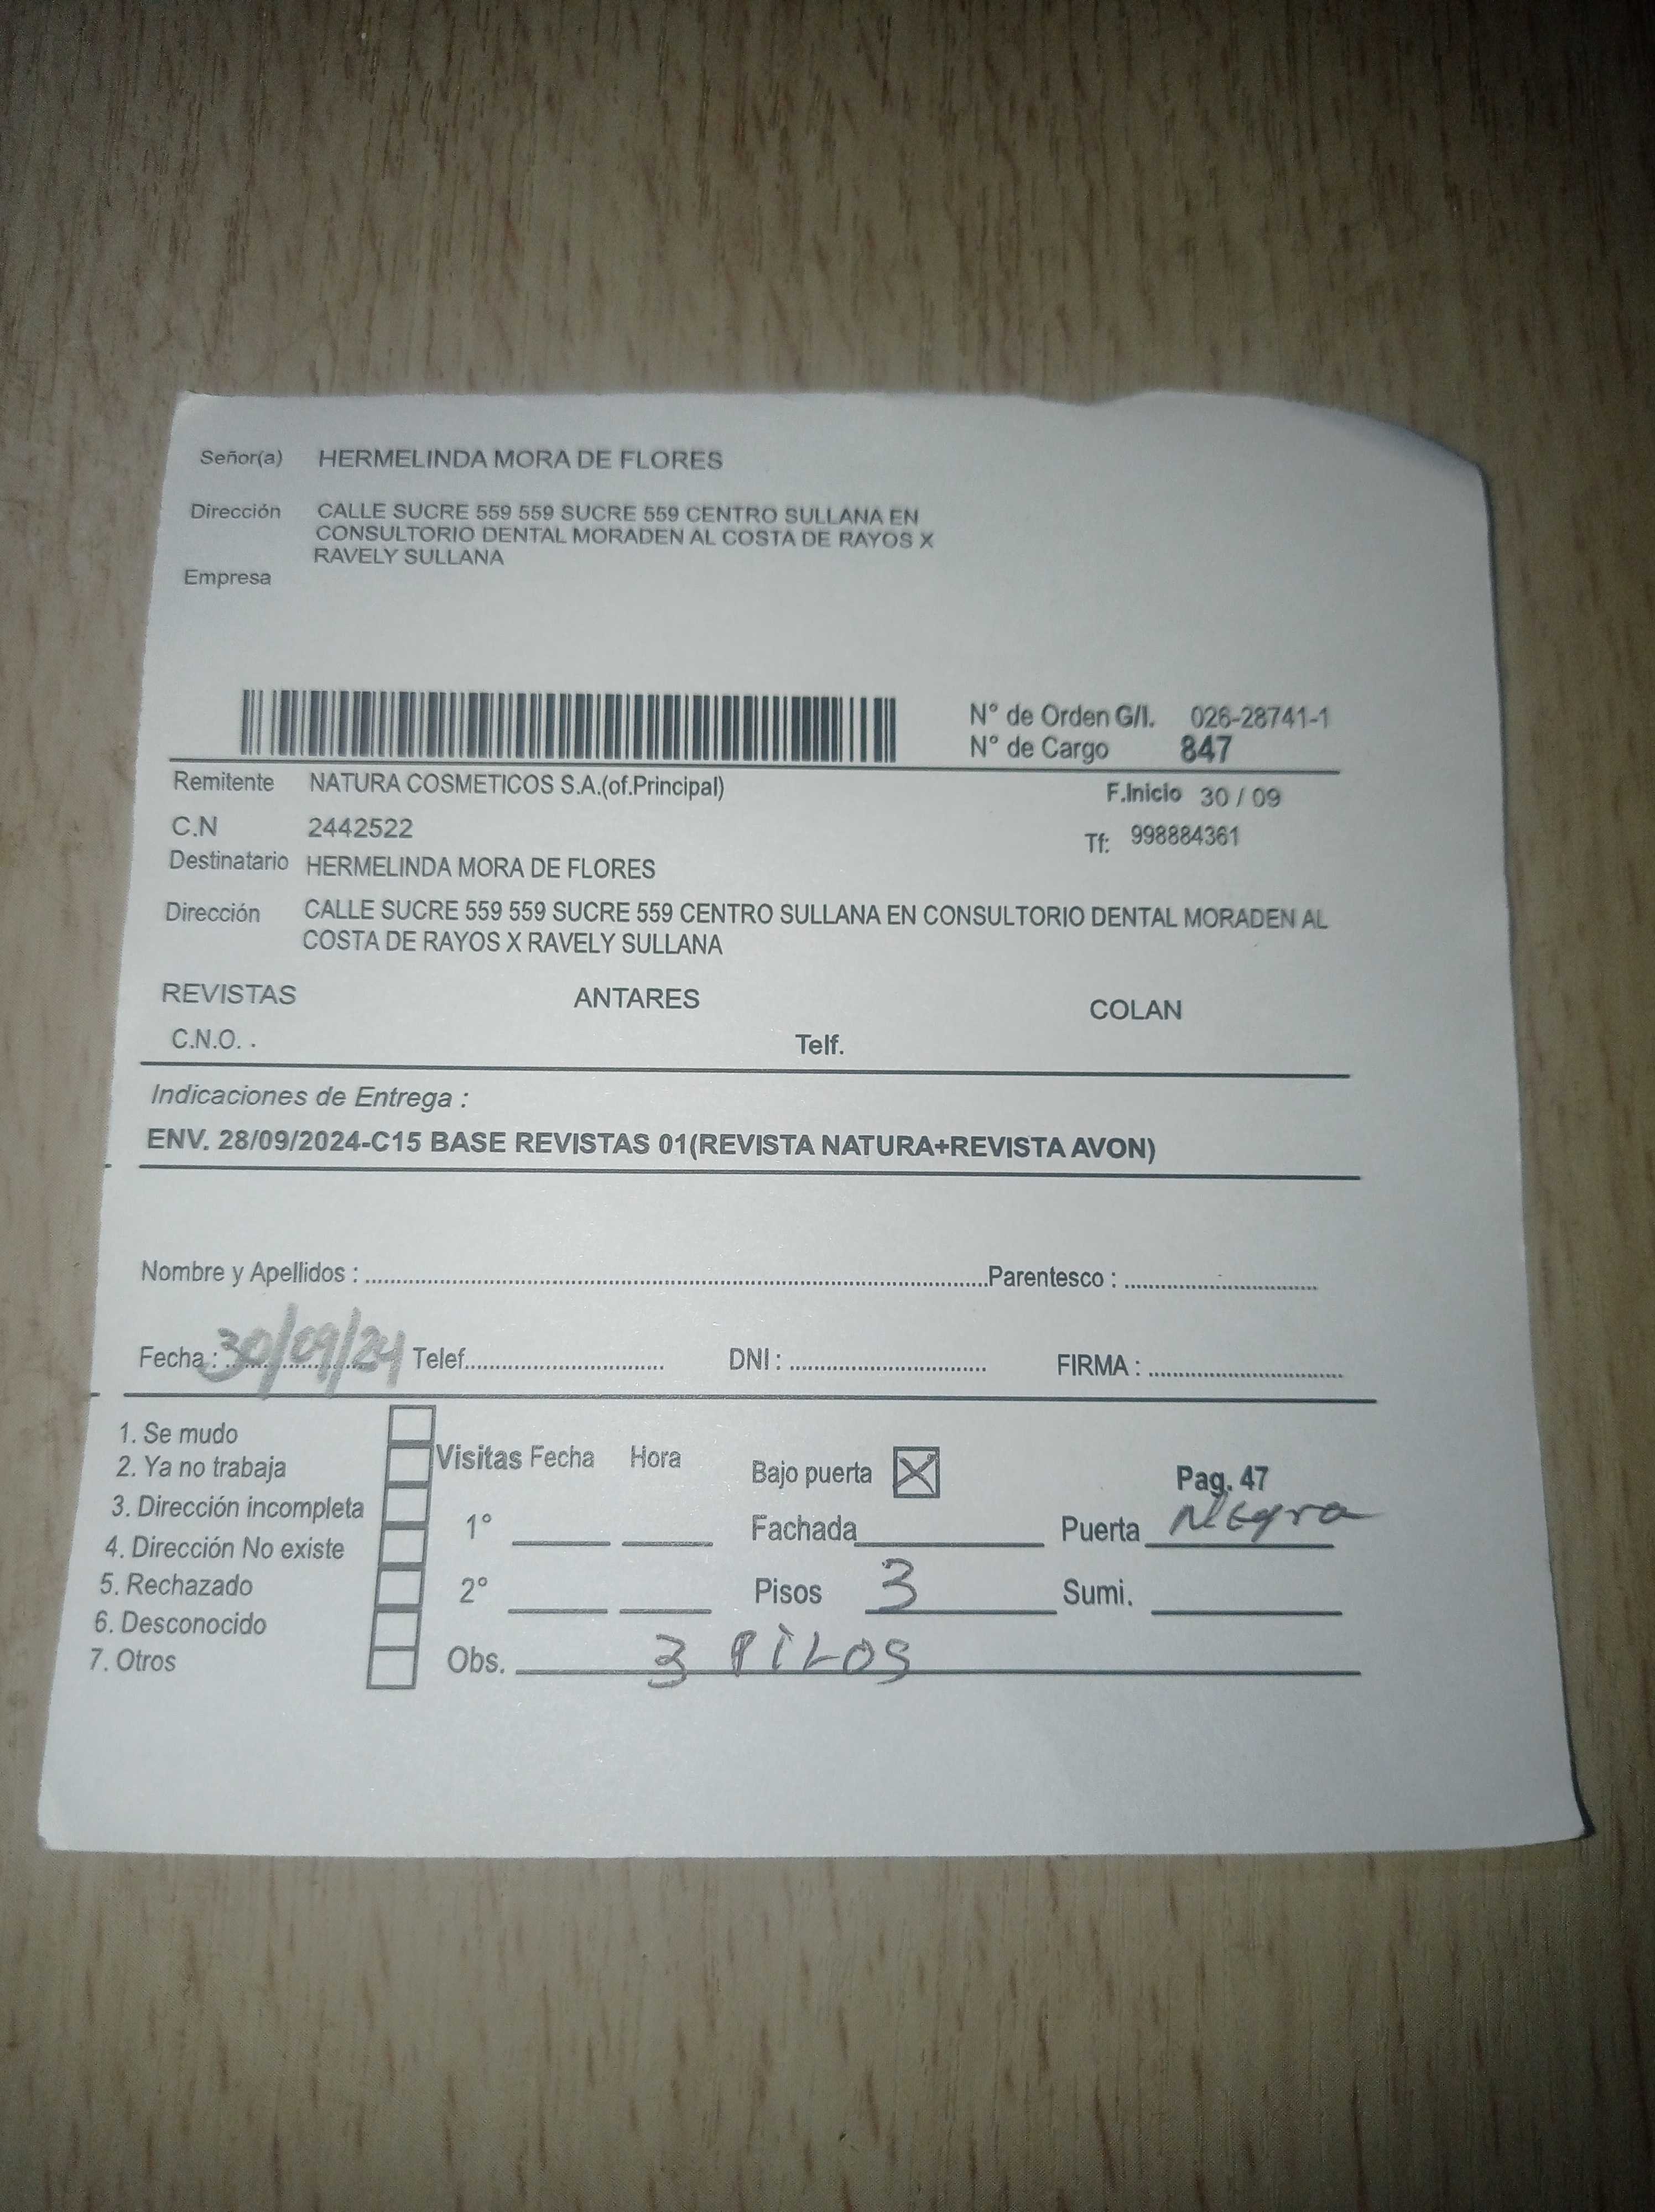 Señor(a) HERMELINDA MORA DE FLORES
Dirección CALLE SUCRE 559 559 SUCRE 559 CENTRO SULLANA EN
CONSULTORIO DENTAL MORADEN AL COSTA DE RAYOS X
RAVELY SULLANA
Empresa
N° de Orden G/I. 026-28741-1
N° de Cargo 847
Remitente NATURA COSMETICOS S.A.(of.Principal) F.Inicio 30 / 09
C.N 2442522 Tf: 998884361
Destinatario HERMELINDA MORA DE FLORES
Dirección CALLE SUCRE 559 559 SUCRE 559 CENTRO SULLANA EN CONSULTORIO DENTAL MORADEN AL
COSTA DE RAYOS X RAVELY SULLANA
REVISTAS ANTARES COLAN
C.N.O. . Telf.
Indicaciones de Entrega :
ENV. 28/09/2024-C15 BASE REVISTAS 01(REVISTA NATURA+REVISTA AVON)
Nombre y Apellidos : Parentesco :
Fecha : 30/09/24 Telef. DNI : FIRMA :
1. Se mudo
2. Ya no trabaja
3. Dirección incompleta
4. Dirección No existe
5. Rechazado
6. Desconocido
7. Otros
Visitas Fecha Hora Bajo puerta X Pag. 47
1° Fachada Puerta Negra
2° Pisos 3 Sumi.
Obs. 3 PILOS